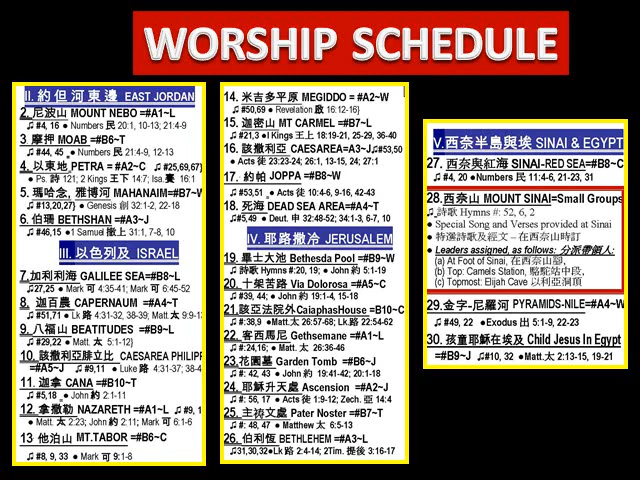 WORSHIP SCHEDULE
II. 約但河東邊 EAST JORDAN
2. 尼波山 MOUNT NEBO =#A1~L
♫#4, 16 ● Numbers 民 20:1, 10-13; 21:4-9
3. 摩押 MOAB =#B6~T
♫#44, 45 ● Numbers 民 21:4-9, 12-13
4. 以東地 PETRA =#A2~C ♫#25,69(67)
● Ps. 詩 121; 2 Kings 王下 14:7; Isa. 賽 16:1
5. 瑪哈念, 雅博河 MAHANAIM=#B7~W
♫#13,20,27} ● Genesis 創 32:1-2, 22-18
6. 伯珊 BETHSHAN =#A3~J
♫#46,15 ●1 Samuel 撒上 31:1, 7-8, 10
III. 以色列及 ISRAEL
7. 加利利海 GALILEE SEA=#B8~L
♫27,25 ● Mark 可 4:35-41; Mark 可 6:45-52
8. 迦百農 CAPERNAUM =#A4~T
♫#51,71 ● Lk 路 4:31-32, 38-39; Matt 太 9:9-1
9. 八福山 BEATITUDES =#B9~L
♫#29,22 ● Matt. 太 5:1-12}
10. 該撒利亞腓立比 CAESAREA PHILIPP
=#A5~J ♫#9,11 ● Luke 路 4:31-37; 38-4
11. 迦拿 CANA =#B10~T
♫#5,18 ● John 約 2:1-11
12. 拿撒勒 NAZARETH =#A1~L ♫#9, 1
● Matt. 太 2:23; John 約 2:11; Mark 可 6:1-6
13 他泊山 MT.TABOR =#B6~C
♫#8, 9, 33 ● Mark 可 9:1-8
14. 米吉多平原 MEGIDDO = #A2~W
♫#50,69 ● Revelation 啟 16:12-16}
15. 迦密山 MT CARMEL =#B7~L
♫#21,3 ●I Kings 王上 18:19-21, 25-29, 36-40
16. 該撒利亞 CAESAREA=A3~J♫#53,50
● Acts 徒 23:23-24; 26:1, 13-15, 24; 27:1
17. 約帕 JOPPA =#B8~W
♫#53,51 ● Acts 徒 10:4-6, 9-16, 42-43
18. 死海 DEAD SEA AREA=#A4~T
♫#5,49 ● Deut. 申 32:48-52; 34:1-3, 6-7, 10
IV. 耶路撒冷 JERUSALEM
19. 畢士大池 Bethesda Pool =#B9~W
♫ 詩歌 Hymns #:20, 19; ● John 約 5:1-19
20. 十架苦路 Via Dolorosa =#A5~C
♫#39, 44; ● John 約 19:1-4, 15-18
21. 該亞法院外CaiaphasHouse =B10~C
♫ #:38,9 ●Matt.太 26:57-68; Lk.路 22:54-62
22. 客西馬尼 Gethsemane =#A1~L
♫ #:24,16; ● Matt. 太 26:36-46
23. 花園墓 Garden Tomb =#B6~J
♫#: 42, 43 ● John 約 19:41-42; 20:1-18
24. 耶穌升天處 Ascension =#A2~J
♫#: 56, 17 ● Acts 徒 1:9-12; Zech. 亞 14:4
25. 主禱文處 Pater Noster =#B7~T
♫#: 48, 47 ● Matthew 太 6:5-13
26. 伯利恆 BETHLEHEM =#A3~L
♫31,30,32●Lk 路 2:4-14; 2Tim. 提後 3:16-17
V.西奈半島與埃 SINAI & EGYPT
27. 西奈與紅海 SINAI-RED SEA=#B8~C
♫#4, 20 ●Numbers 民 11:4-6, 21-23, 31
28. 西奈山 MOUNT SINAI=Small Groups
♫ 詩歌 Hymns #: 52, 6, 2
● Special Song and Verses provided at Sinai
● 特選詩歌及經文 – 在西奈山時訂
● Leaders assigned, as follows: 分派帶領人:
(a) At Foot of Sinai, 在西奈山腳,
(b) Top: Camels Station, 駱駝站中段,
(c) Topmost: Elijah Cave 以利亞洞頂
29. 金字-尼羅河 PYRAMIDS-NILE=#A4~W
♫#49, 22 ●Exodus 出 5:1-9, 22-23
30. 孩童耶穌在埃及 Child Jesus In Egypt
=#B9~J ♫#10, 32 ●Matt.太 2:13-15, 19-21